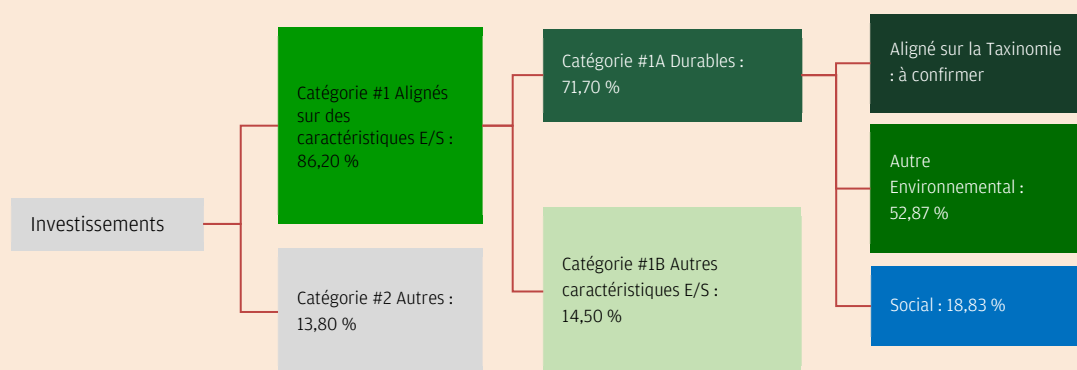 Investissements
Catégorie #1 Alignés
sur des
caractéristiques E/S :
86,20 %
Catégorie #2 Autres :
13,80 %
Catégorie #1A Durables :
71,70 %
Catégorie #1B Autres
caractéristiques E/S :
14,50 %
Aligné sur la Taxinomie
: à confirmer
Autre
Environnemental :
52,87 %
Social : 18,83 %